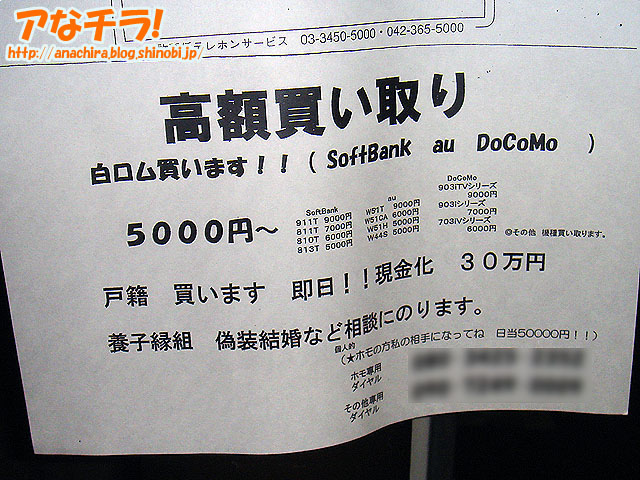 アなチラ!
http://anachira.blog.shinobi.jp/
テレホンサービス 03-3450-5000・042-365-5000
高額買い取り
白ロム買います!!( SoftBank au DoCoMo )
5000円~
SoftBank
911T 9000円
811T 7000円
810T 6000円
813T 5000円
au
W51T 9000円
W51CA 6000円
W51H 5000円
W44S 5000円
DoCoMo
903iTVシリーズ
9000円
903iシリーズ
7000円
703iVシリーズ
6000円
◎その他 機種買い取ります。
戸籍 買います 即日!!現金化 30万円
養子縁組 偽装結婚など相談にのります。
個人的
(★ホモの方私の相手になってね 日当50000円!!)
ホモ専用
ダイヤル
その他専用
ダイヤル